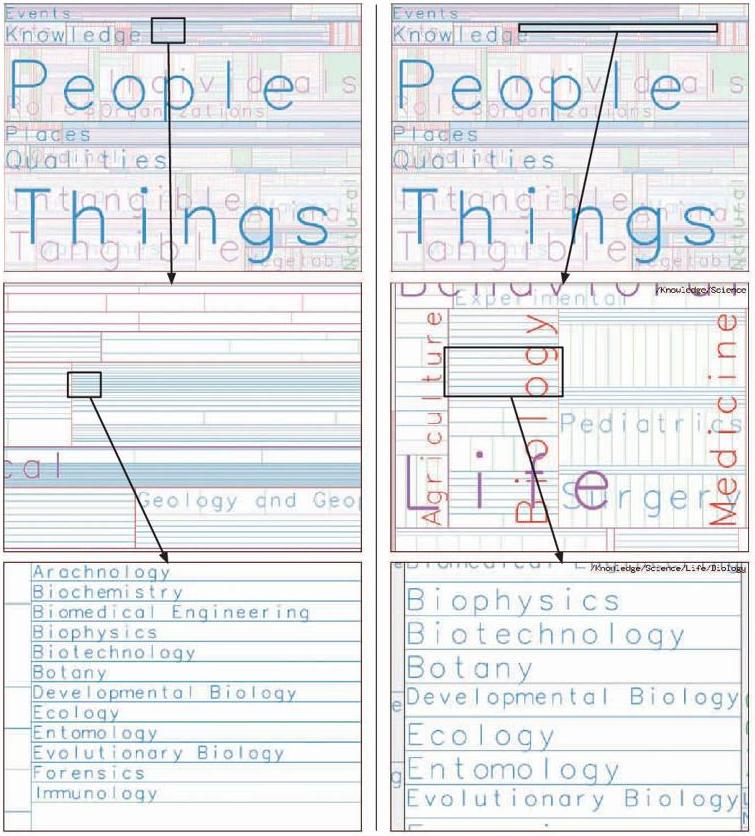 Events
Knowledge
People
Individuals
Roles
Organizations
Places
Qualities
Things
Intangible
Tangible
Natural
cal
Geology and Geop
Arachnology
Biochemistry
Biomedical Engineering
Biophysics
Biotechnology
Botany
Developmental Biology
Ecology
Entomology
Evolutionary Biology
Forensics
Immunology
Events
Knowledge
People
Individuals
Roles
Organizations
Places
Qualities
Things
Intangible
Tangible
Natural
/Knowledge/Science
Behavioral
Experimental
Agriculture
Biology
Medicine
Pediatrics
Life
Surgery
/Knowledge/Science/Life/Biology
Biophysics
Biotechnology
Botany
e
Developmental Biology
Ecology
g
Entomology
Evolutionary Biology